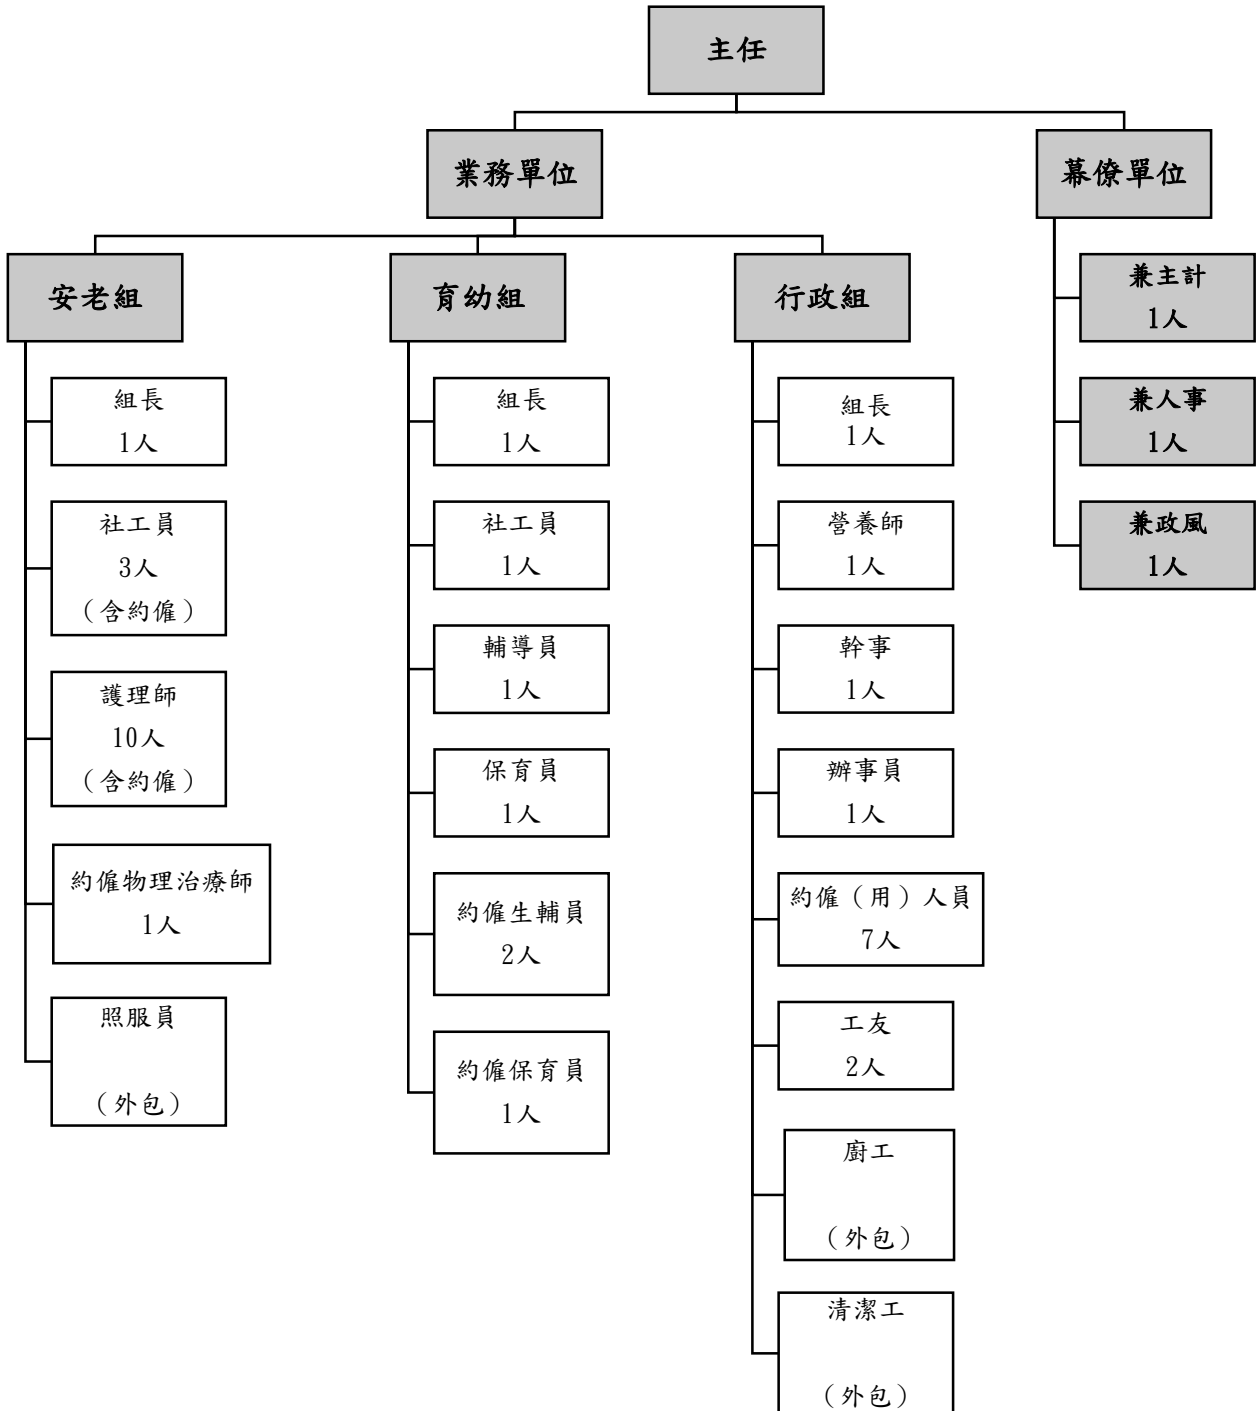 主任
業務單位
幕僚單位
安老組
育幼組
行政組
兼主計
1人
兼人事
1人
兼政風
1人
組長
1人
社工員
3人
（含約僱）
護理師
10人
（含約僱）
約僱物理治療師
1人
照服員
（外包）
組長
1人
社工員
1人
輔導員
1人
保育員
1人
約僱生輔員
2人
約僱保育員
1人
組長
1人
營養師
1人
幹事
1人
辦事員
1人
約僱（用）人員
7人
工友
2人
廚工
（外包）
清潔工
（外包）